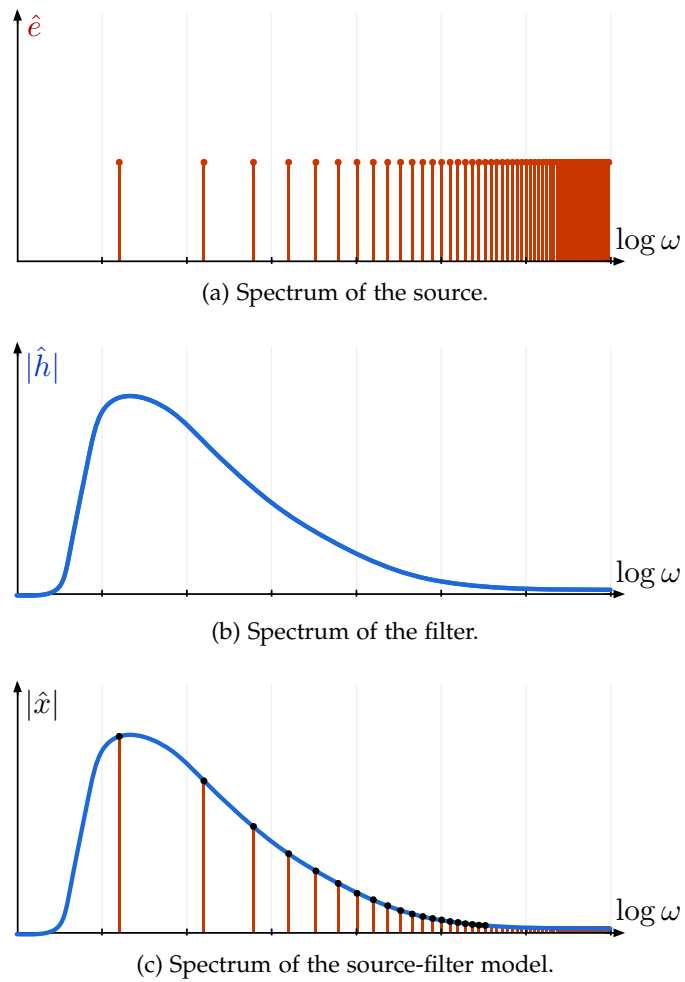 ê
log ω
(a) Spectrum of the source.
|ĥ|
log ω
(b) Spectrum of the filter.
|x̂|
log ω
(c) Spectrum of the source-filter model.